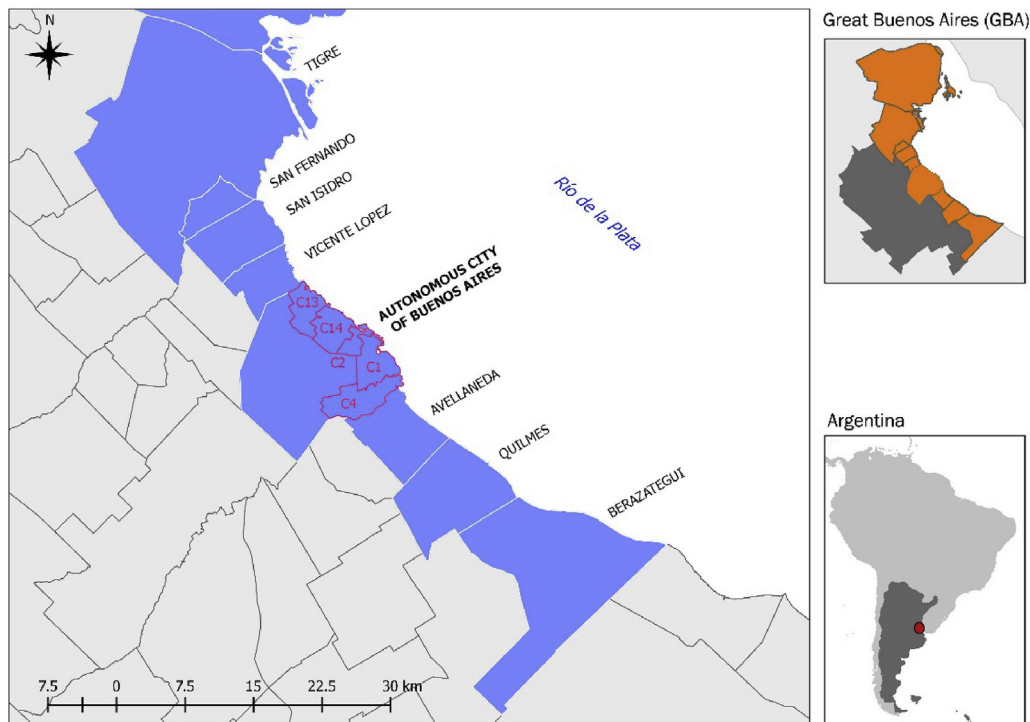 N
TIGRE
SAN FERNANDO
SAN ISIDRO
VICENTE LOPEZ
AUTONOMOUS CITY
OF BUENOS AIRES
Río de la Plata
C13
C14
C2
C1
C4
AVELLANEDA
QUILMES
BERAZATEGUI
7.5 0 7.5 15 22.5 30 km
Great Buenos Aires (GBA)
Argentina